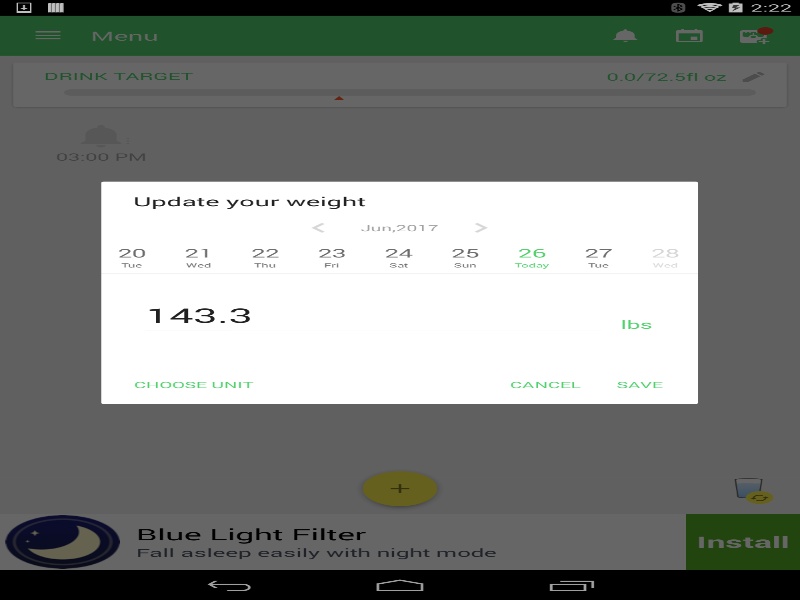 2:22
Menu
DRINK TARGET 0.0/72.5fl oz
03:00 PM
Update your weight
< Jun,2017 >
20 21 22 23 24 25 26 27 28
Tue Wed Thu Fri Sat Sun Today Tue Wed
143.3 lbs
CHOOSE UNIT CANCEL SAVE
+
Blue Light Filter
Fall asleep easily with night mode
Install